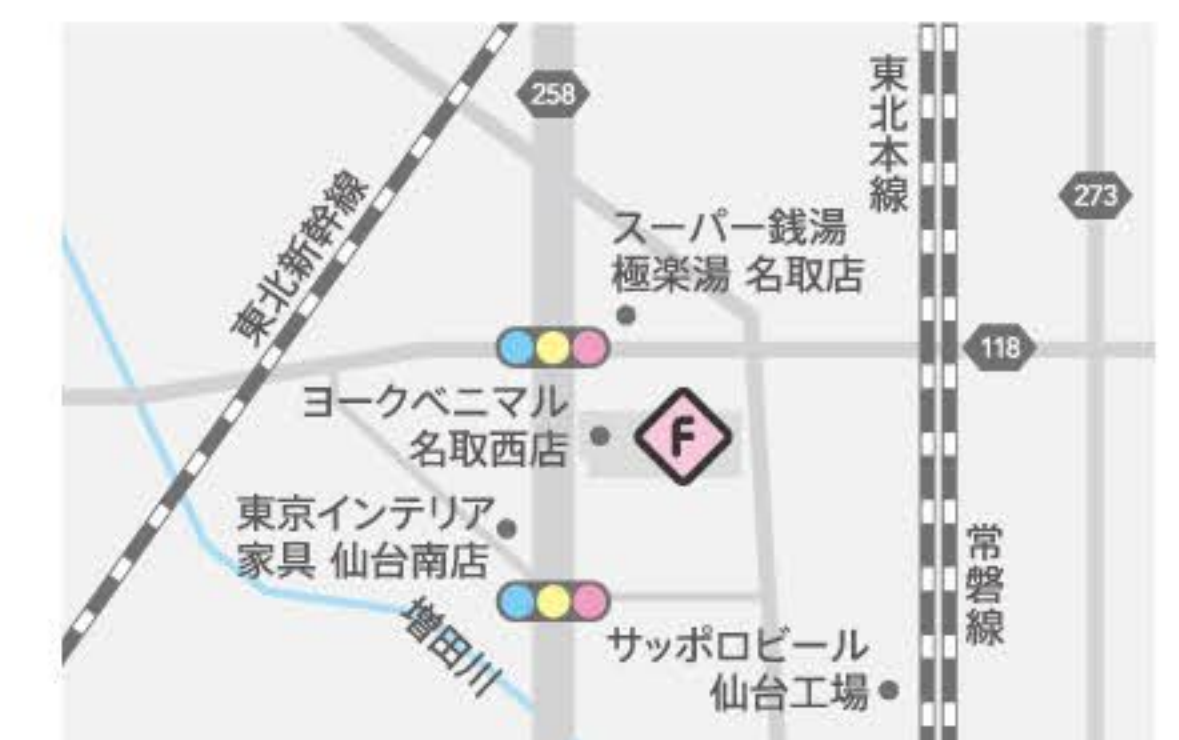 258
東北本線
273
東北新幹線
スーパー銭湯
極楽湯 名取店
118
ヨークベニマル
名取西店
F
東京インテリア
家具 仙台南店
常磐線
増田川
サッポロビール
仙台工場